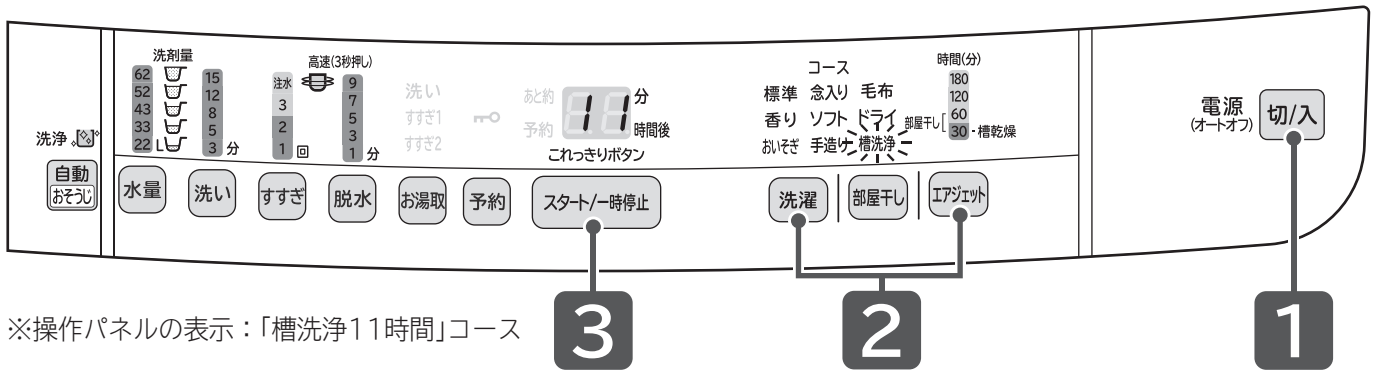 洗浄
自動
おそうじ
洗剤量
62
52
43
33
22 L
15
12
8
5
3 分
注水
3
2
1 回
高速(3秒押し)
9
7
5
3
1 分
洗い
すすぎ1
すすぎ2
あと約
予約
11
分
時間後
これっきりボタン
コース
標準 念入り 毛布
香り ソフト ドライ
おいそぎ 手造り 槽洗浄
時間(分)
180
120
部屋干し[ 60
30 - 槽乾燥
電源
(オートオフ)
切/入
水量
洗い
すすぎ
脱水
お湯取
予約
スタート/一時停止
洗濯
部屋干し
エアジェット
3
2
1
※操作パネルの表示：「槽洗浄11時間」コース